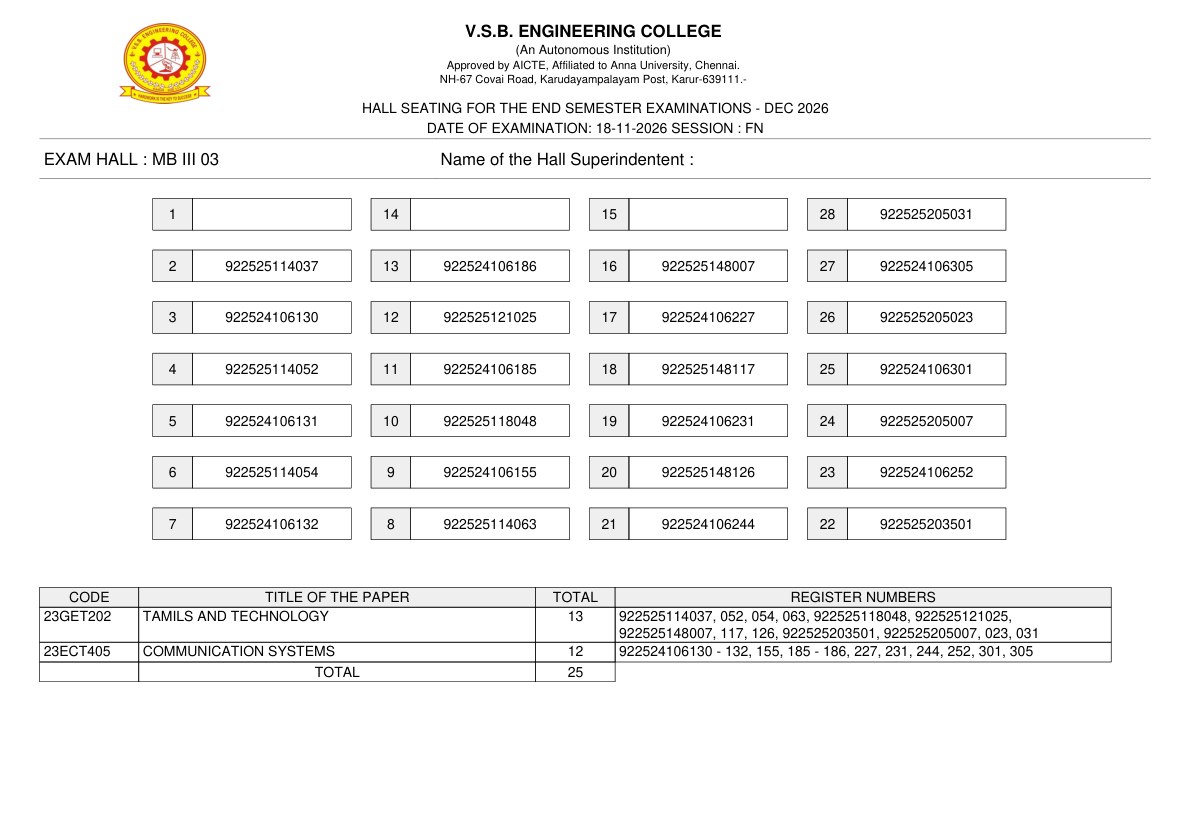 V.S.B. ENGINEERING COLLEGE
(An Autonomous Institution)
Approved by AICTE, Affiliated to Anna University, Chennai.
NH-67 Covai Road, Karudayampalayam Post, Karur-639111.-
HALL SEATING FOR THE END SEMESTER EXAMINATIONS - DEC 2026
DATE OF EXAMINATION: 18-11-2026 SESSION : FN
EXAM HALL : MB III 03 Name of the Hall Superintendent :
1 14 15 28 922525205031
2 922525114037 13 922524106186 16 922525148007 27 922524106305
3 922524106130 12 922525121025 17 922524106227 26 922525205023
4 922525114052 11 922524106185 18 922525148117 25 922524106301
5 922524106131 10 922525118048 19 922524106231 24 922525205007
6 922525114054 9 922524106155 20 922525148126 23 922524106252
7 922524106132 8 922525114063 21 922524106244 22 922525203501
CODE TITLE OF THE PAPER TOTAL REGISTER NUMBERS
23GET202 TAMILS AND TECHNOLOGY 13 922525114037, 052, 054, 063, 922525118048, 922525121025,
922525148007, 117, 126, 922525203501, 922525205007, 023, 031
23ECT405 COMMUNICATION SYSTEMS 12 922524106130 - 132, 155, 185 - 186, 227, 231, 244, 252, 301, 305
TOTAL 25